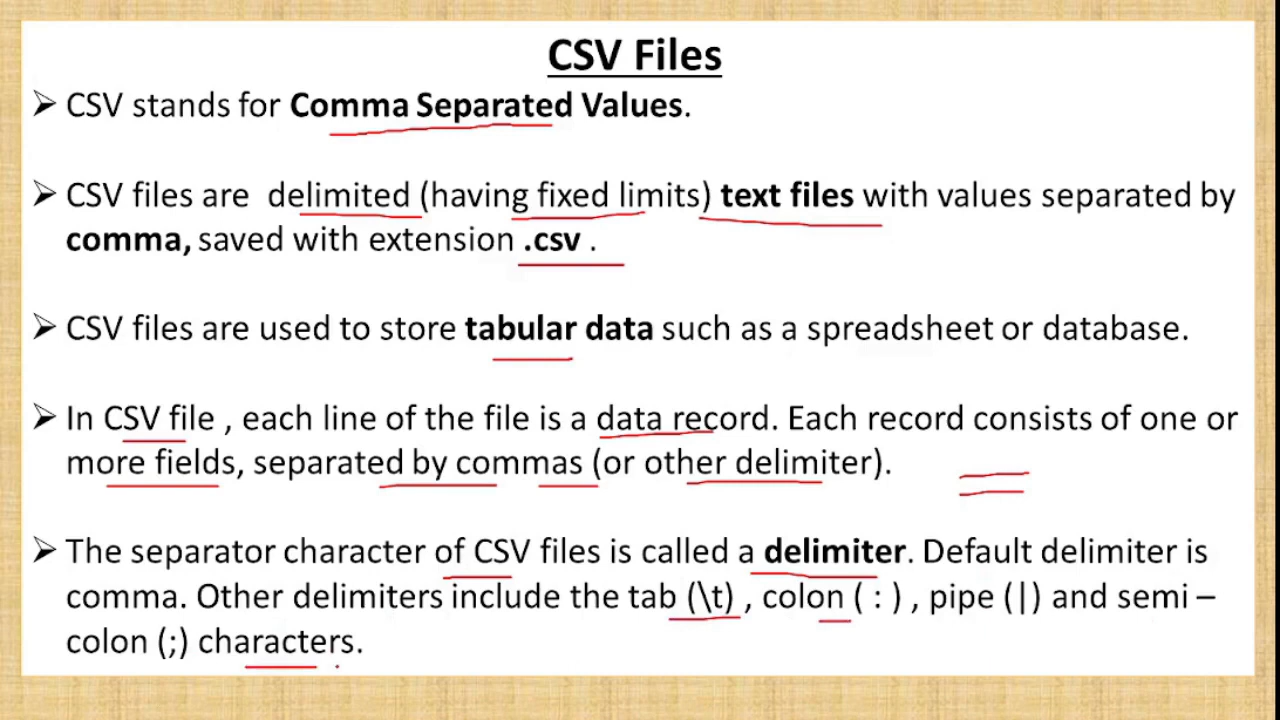 CSV Files
➢ CSV stands for Comma Separated Values.
➢ CSV files are delimited (having fixed limits) text files with values separated by
comma, saved with extension .csv .
➢ CSV files are used to store tabular data such as a spreadsheet or database.
➢ In CSV file , each line of the file is a data record. Each record consists of one or
more fields, separated by commas (or other delimiter).
➢ The separator character of CSV files is called a delimiter. Default delimiter is
comma. Other delimiters include the tab (\t) , colon ( : ) , pipe (|) and semi –
colon (;) characters.